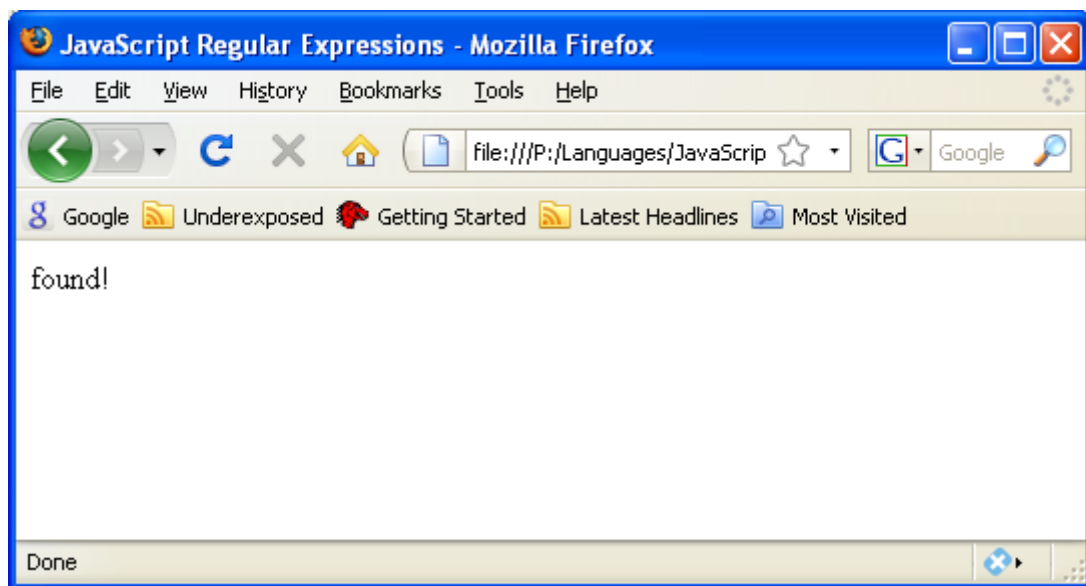 JavaScript Regular Expressions - Mozilla Firefox
File Edit View History Bookmarks Tools Help
file:///P:/Languages/JavaScrip G Google
g Google Underexposed Getting Started Latest Headlines Most Visited
found!
Done